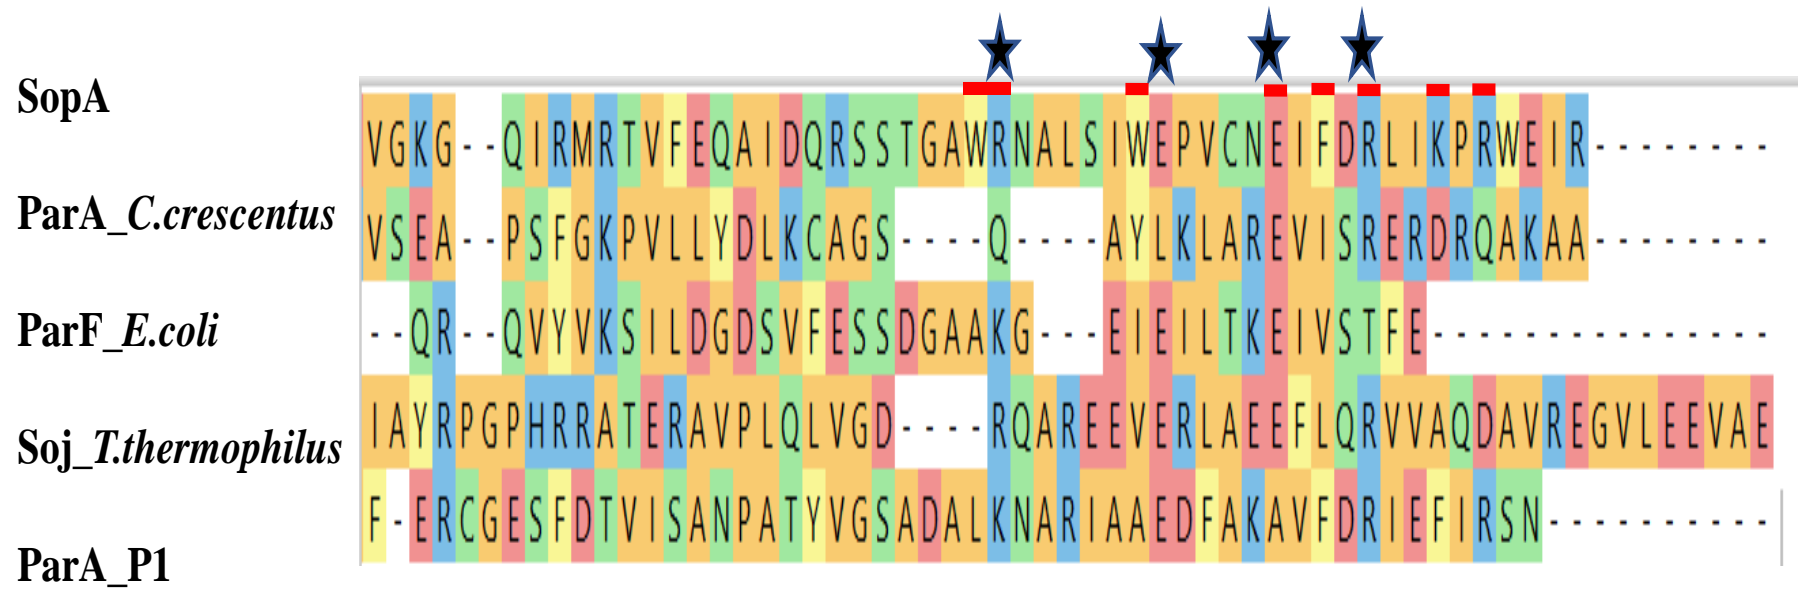 SopA
VGKG--QIRMRTVFEQAIDQRSSTGAWRNALSIWEPVCNEIFDRLIKPRWEIR--------
ParA_C.crescentus
VSEA--PSFGKPVLLYDLKCAGS----Q----AYLKLAREVISRERDRQAKAA--------
ParF_E.coli
--QR--QVYVKSILDGDSVFESSDGAAKG---EIEILTKEIVSTFE---------------
Soj_T.thermophilus
IAYRPGPHRRATERAVPLQLVGD----RQAREEVERLAEEFLQRVVAQDAVREGVLEEVAE
ParA_P1
F-ERCGESFDTVISANPATYVGSADALKNARIAAEDFAKAVFDRIEFIRSN----------